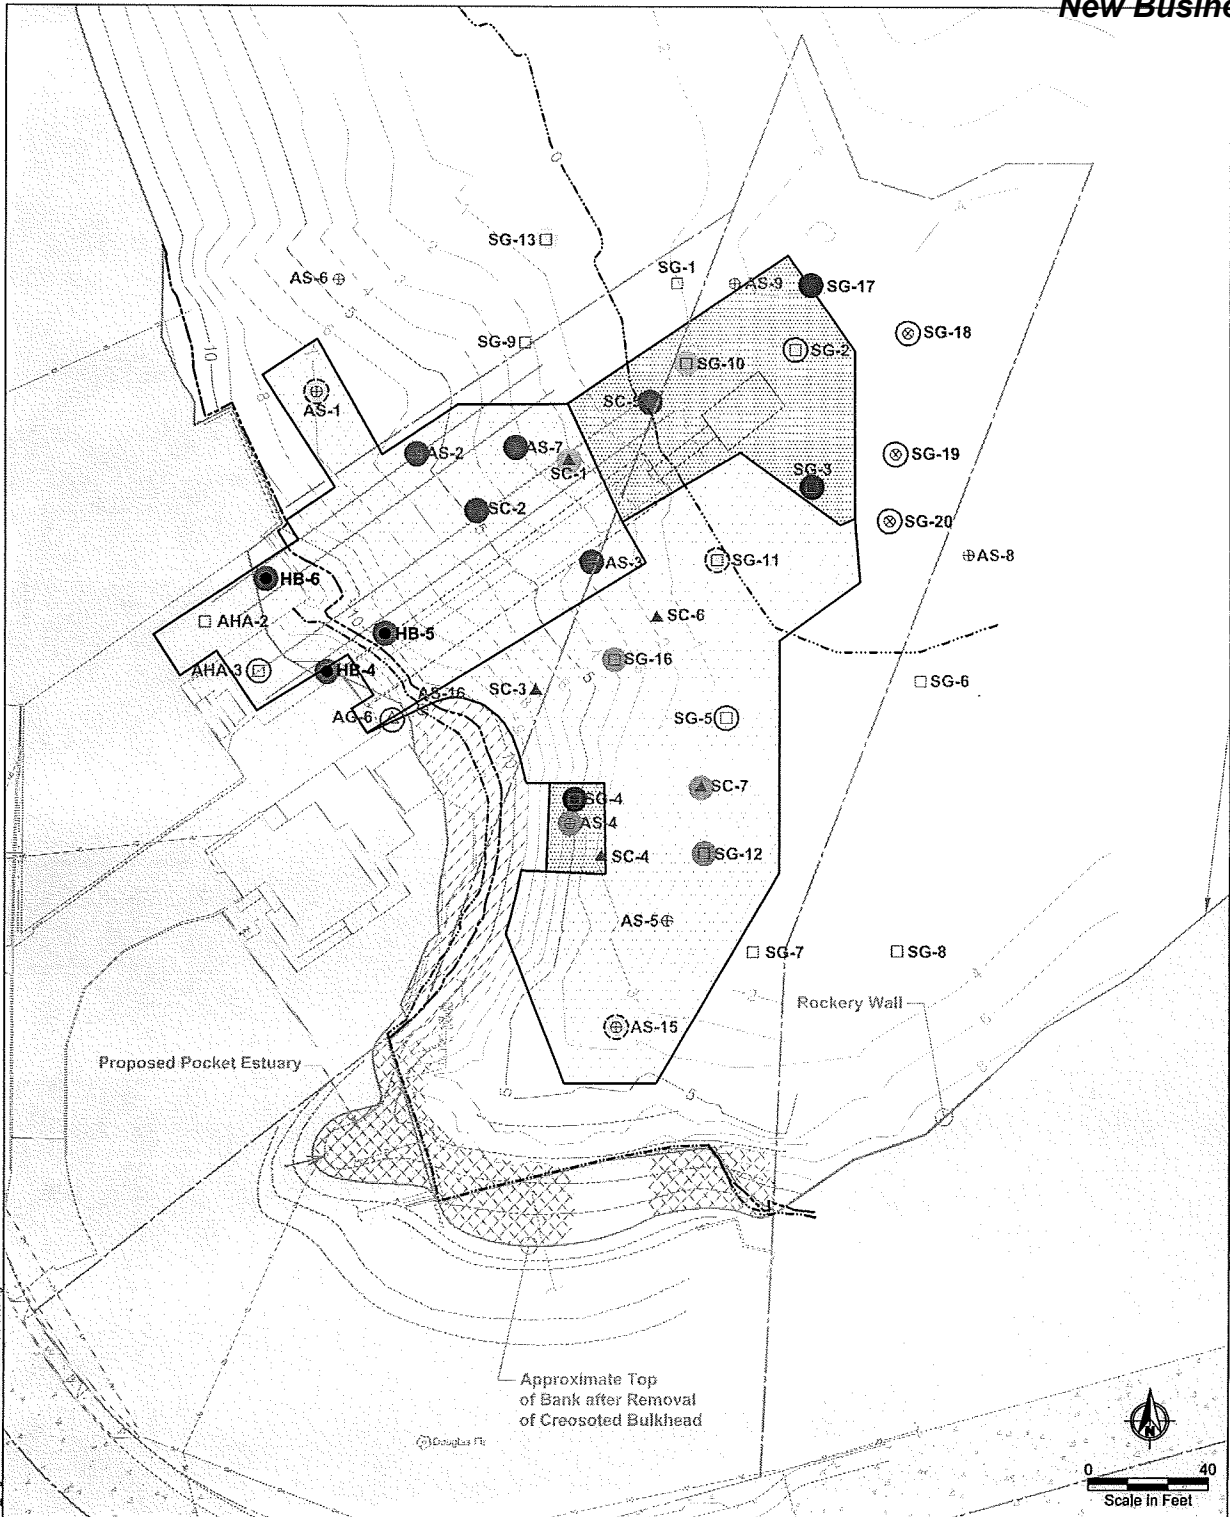 New Busine
SG-13
AS-6
SG-1
AS-9
SG-17
SG-18
SG-9
SG-10
SG-2
AS-1
AS-2
AS-7
SC-1
SG-3
SG-19
SC-2
SG-20
AS-3
SG-11
AS-8
HB-6
AHA-2
HB-5
SC-6
AHA-3
HB-4
SG-16
SC-3
AS-16
SG-6
AG-6
SG-5
SC-7
SG-4
AS-4
SC-4
SG-12
AS-5
SG-7
SG-8
Rockery Wall
AS-15
Proposed Pocket Estuary
Approximate Top
of Bank after Removal
of Creosoted Bulkhead
Douglas Fir
N
0 40
Scale in Feet